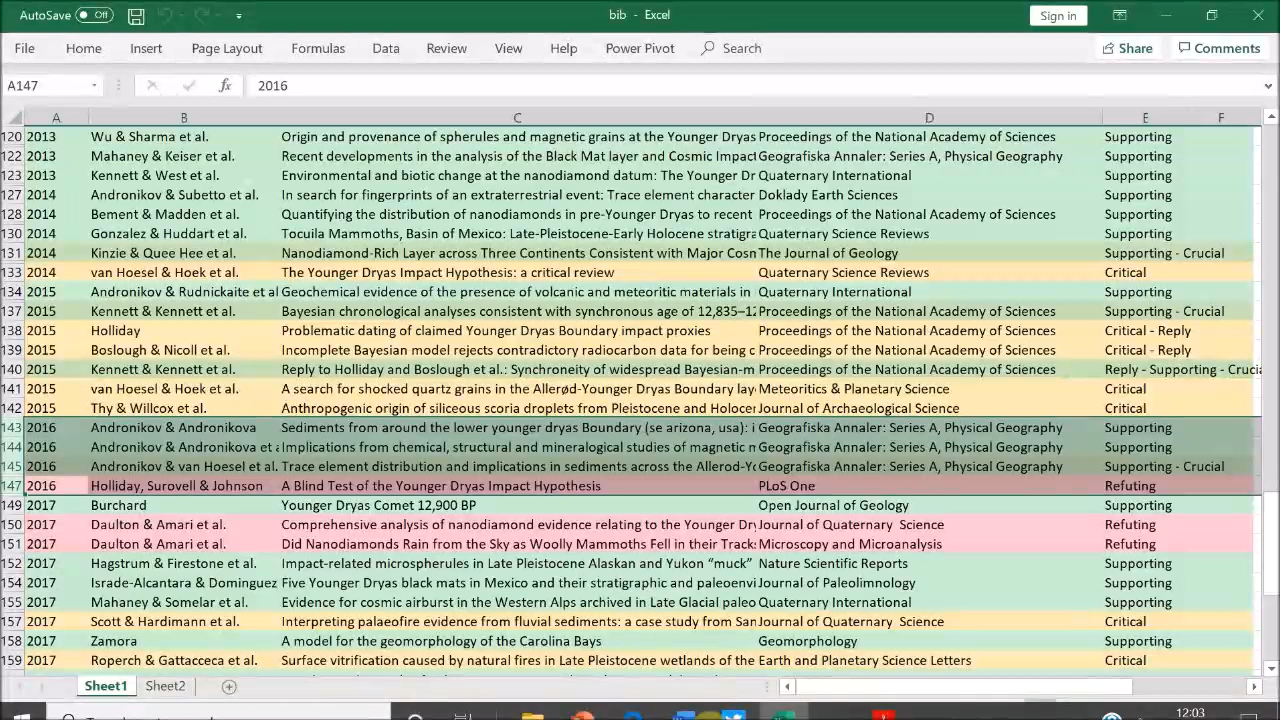 AutoSave Off bib - Excel Sign in
File Home Insert Page Layout Formulas Data Review View Help Power Pivot Search Share Comments
A147 fx 2016
A B C D E F
120 2013 Wu & Sharma et al. Origin and provenance of spherules and magnetic grains at the Younger Dryas Proceedings of the National Academy of Sciences Supporting
122 2013 Mahaney & Keiser et al. Recent developments in the analysis of the Black Mat layer and Cosmic Impact Geografiska Annaler: Series A, Physical Geography Supporting
123 2013 Kennett & West et al. Environmental and biotic change at the nanodiamond datum: The Younger Dr Quaternary International Supporting
127 2014 Andronikov & Subetto et al. In search for fingerprints of an extraterrestrial event: Trace element character Doklady Earth Sciences Supporting
128 2014 Bement & Madden et al. Quantifying the distribution of nanodiamonds in pre-Younger Dryas to recent Proceedings of the National Academy of Sciences Supporting
130 2014 Gonzalez & Huddart et al. Tocuila Mammoths, Basin of Mexico: Late-Pleistocene-Early Holocene stratigra Quaternary Science Reviews Supporting
131 2014 Kinzie & Quee Hee et al. Nanodiamond-Rich Layer across Three Continents Consistent with Major Cosm The Journal of Geology Supporting - Crucial
133 2014 van Hoesel & Hoek et al. The Younger Dryas Impact Hypothesis: a critical review Quaternary Science Reviews Critical
134 2015 Andronikov & Rudnickaite et al Geochemical evidence of the presence of volcanic and meteoritic materials in Quaternary International Supporting
137 2015 Kennett & Kennett et al. Bayesian chronological analyses consistent with synchronous age of 12,835–12 Proceedings of the National Academy of Sciences Supporting - Crucial
138 2015 Holliday Problematic dating of claimed Younger Dryas Boundary impact proxies Proceedings of the National Academy of Sciences Critical - Reply
139 2015 Boslough & Nicoll et al. Incomplete Bayesian model rejects contradictory radiocarbon data for being c Proceedings of the National Academy of Sciences Critical - Reply
140 2015 Kennett & Kennett et al. Reply to Holliday and Boslough et al.: Synchroneity of widespread Bayesian-m Proceedings of the National Academy of Sciences Reply - Supporting - Crucia
141 2015 van Hoesel & Hoek et al. A search for shocked quartz grains in the Allerød-Younger Dryas Boundary lay Meteoritics & Planetary Science Critical
142 2015 Thy & Willcox et al. Anthropogenic origin of siliceous scoria droplets from Pleistocene and Holocer Journal of Archaeological Science Critical
143 2016 Andronikov & Andronikova Sediments from around the lower younger dryas Boundary (se arizona, usa): i Geografiska Annaler: Series A, Physical Geography Supporting
144 2016 Andronikov & Andronikova et a Implications from chemical, structural and mineralogical studies of magnetic n Geografiska Annaler: Series A, Physical Geography Supporting
145 2016 Andronikov & van Hoesel et al. Trace element distribution and implications in sediments across the Allerod-Yo Geografiska Annaler: Series A, Physical Geography Supporting - Crucial
147 2016 Holliday, Surovell & Johnson A Blind Test of the Younger Dryas Impact Hypothesis PLoS One Refuting
149 2017 Burchard Younger Dryas Comet 12,900 BP Open Journal of Geology Supporting
150 2017 Daulton & Amari et al. Comprehensive analysis of nanodiamond evidence relating to the Younger Dry Journal of Quaternary Science Refuting
151 2017 Daulton & Amari et al. Did Nanodiamonds Rain from the Sky as Woolly Mammoths Fell in their Track: Microscopy and Microanalysis Refuting
152 2017 Hagstrum & Firestone et al. Impact-related microspherules in Late Pleistocene Alaskan and Yukon “muck” Nature Scientific Reports Supporting
154 2017 Israde-Alcantara & Dominguez Five Younger Dryas black mats in Mexico and their stratigraphic and paleoenvi Journal of Paleolimnology Supporting
155 2017 Mahaney & Somelar et al. Evidence for cosmic airburst in the Western Alps archived in Late Glacial paleo Quaternary International Supporting
157 2017 Scott & Hardimann et al. Interpreting palaeofire evidence from fluvial sediments: a case study from San Journal of Quaternary Science Critical
158 2017 Zamora A model for the geomorphology of the Carolina Bays Geomorphology Supporting
159 2017 Roperch & Gattacceca et al. Surface vitrification caused by natural fires in Late Pleistocene wetlands of the Earth and Planetary Science Letters Critical
Sheet1 Sheet2
12:03